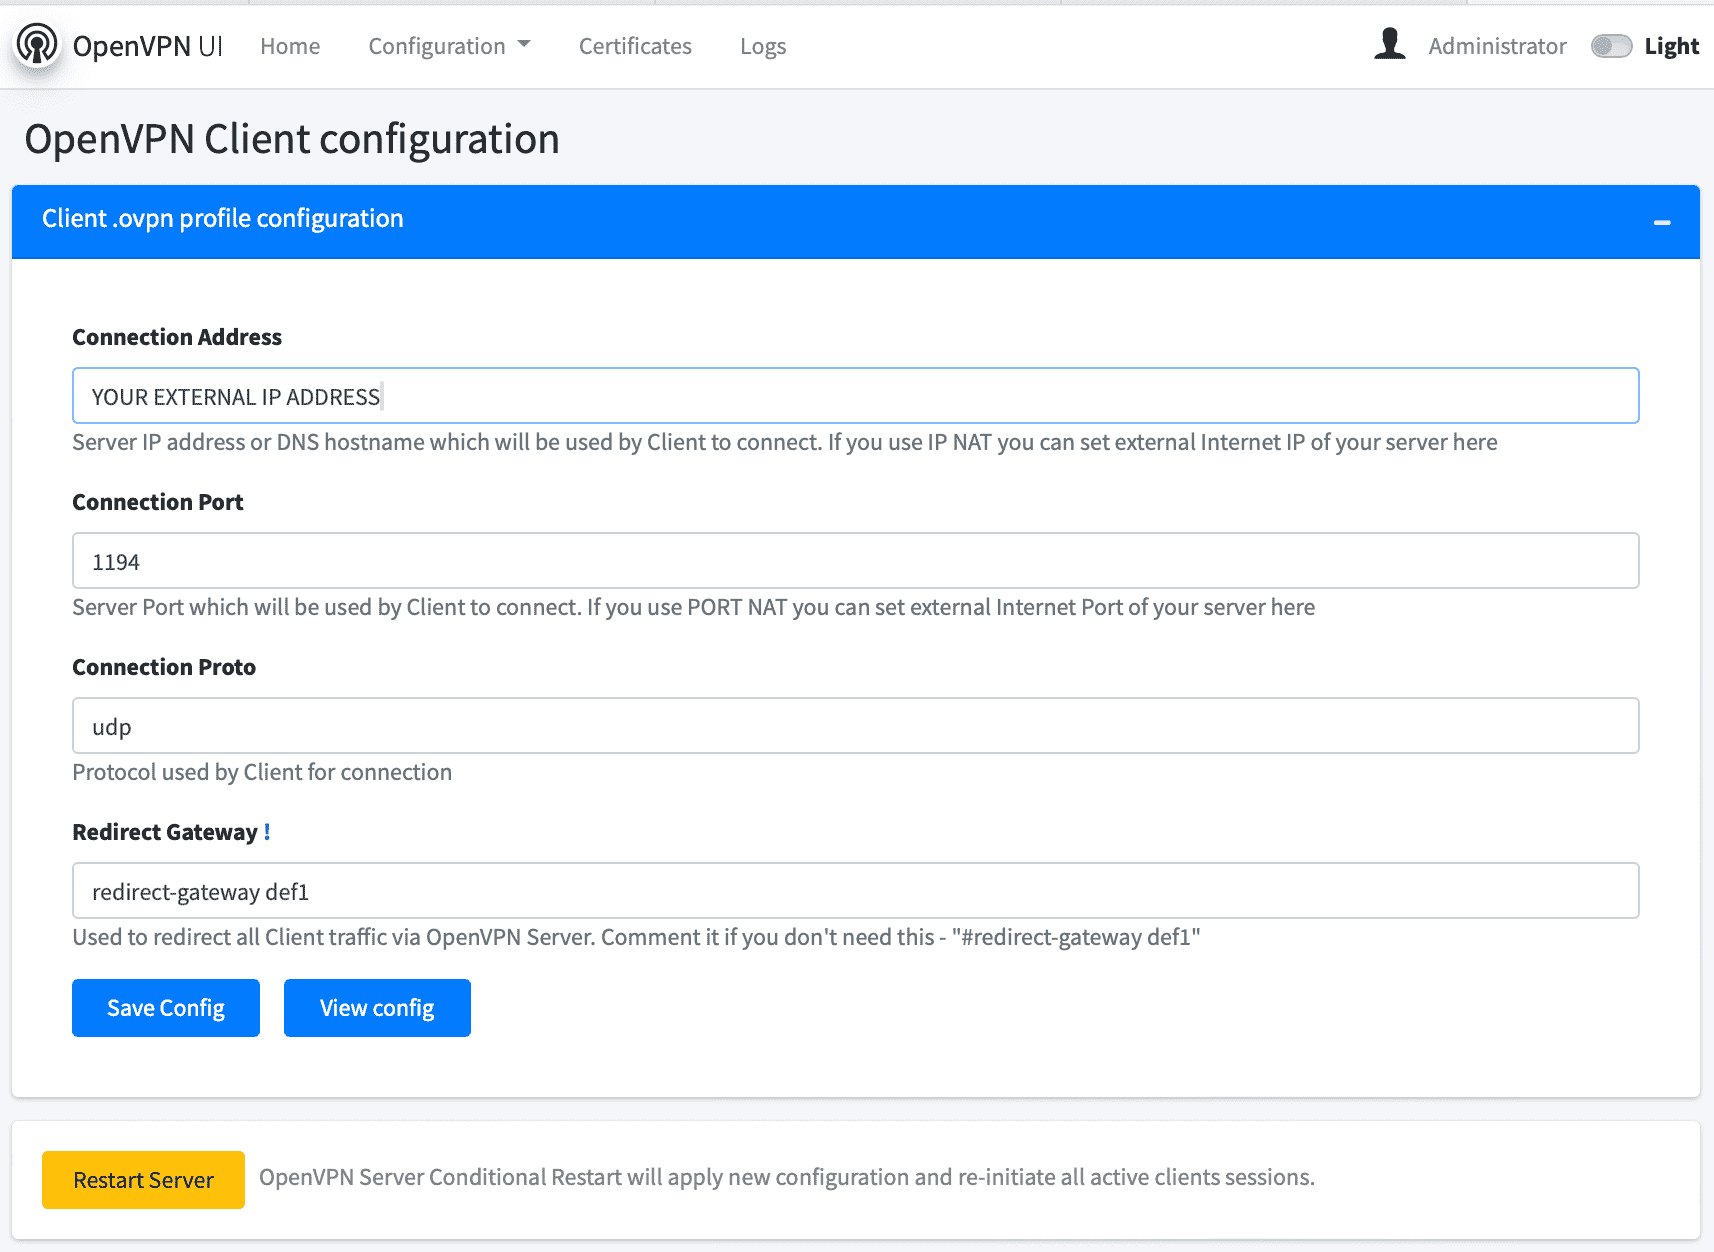 OpenVPN UI Home Configuration Certificates Logs Administrator Light
OpenVPN Client configuration
Client .ovpn profile configuration
Connection Address
YOUR EXTERNAL IP ADDRESS
Server IP address or DNS hostname which will be used by Client to connect. If you use IP NAT you can set external Internet IP of your server here
Connection Port
1194
Server Port which will be used by Client to connect. If you use PORT NAT you can set external Internet Port of your server here
Connection Proto
udp
Protocol used by Client for connection
Redirect Gateway !
redirect-gateway def1
Used to redirect all Client traffic via OpenVPN Server. Comment it if you don't need this - "#redirect-gateway def1"
Save Config View config
Restart Server OpenVPN Server Conditional Restart will apply new configuration and re-initiate all active clients sessions.